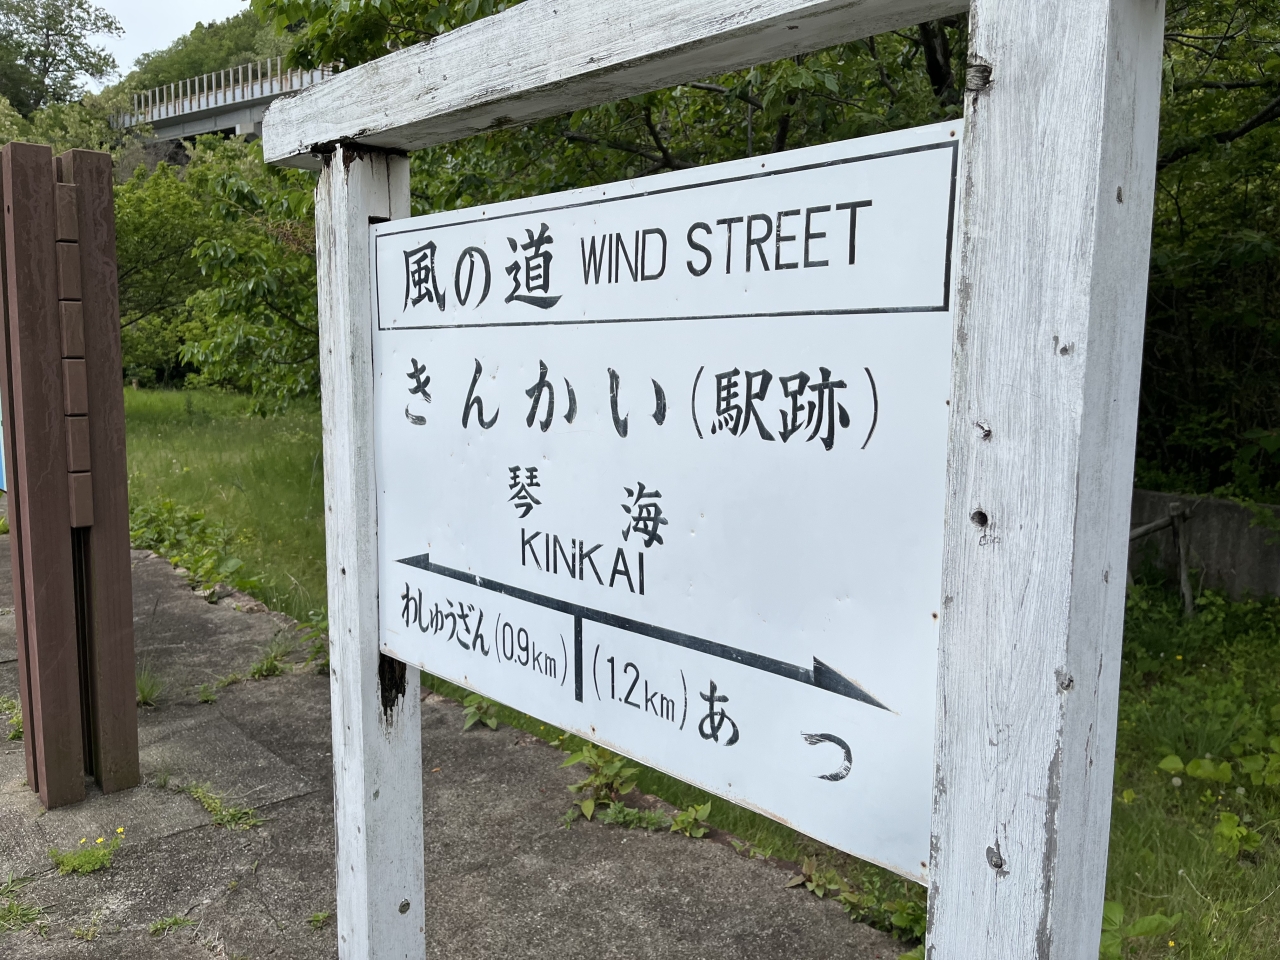 風の道 WIND STREET
きんかい(駅跡)
琴海
KINKAI
わしゅうざん(0.9km) (1.2km)あつ